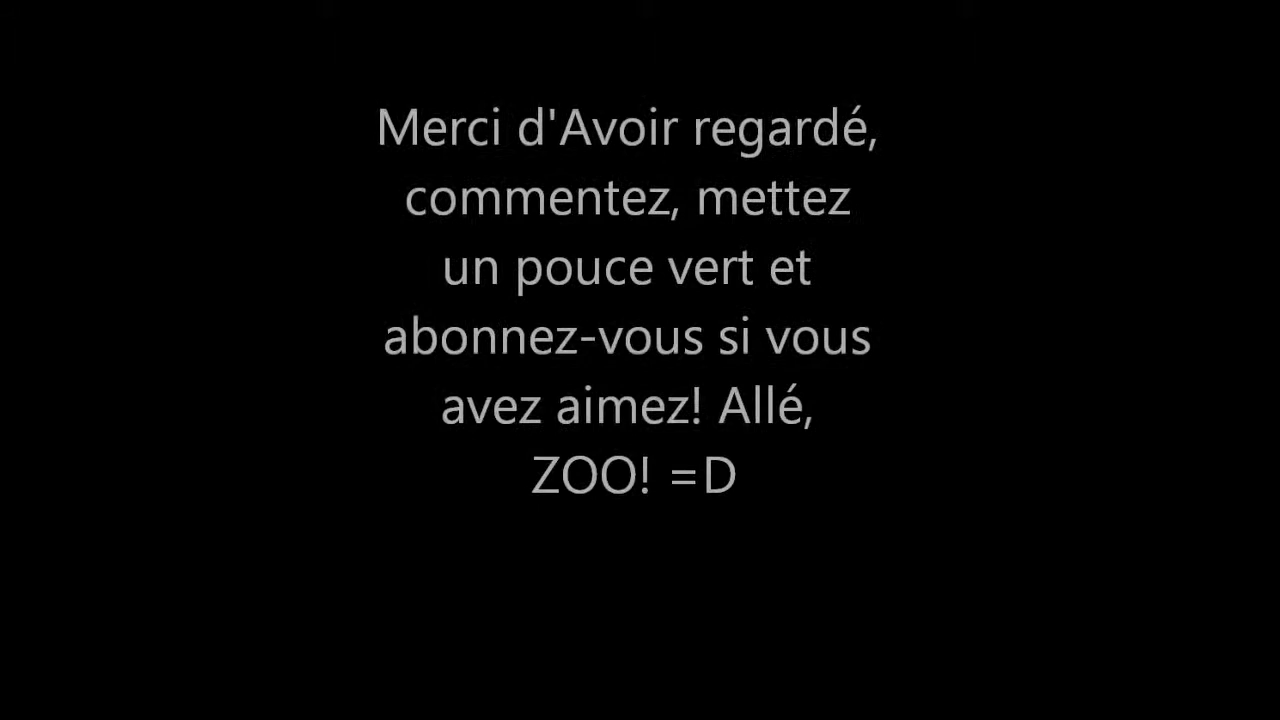 Merci d'Avoir regardé,
commentez, mettez
un pouce vert et
abonnez-vous si vous
avez aimez! Allé,
ZOO! =D